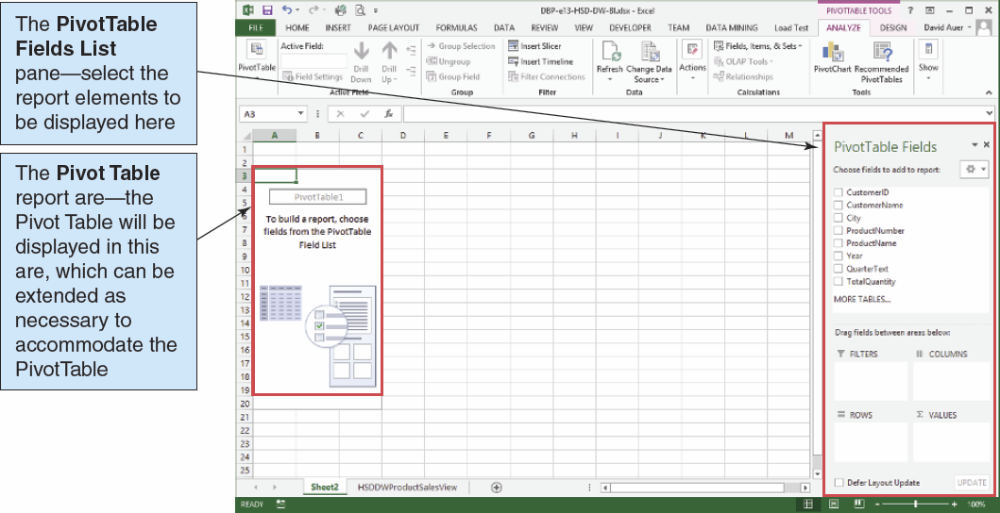 The PivotTable
Fields List
pane—select the
report elements to
be displayed here
The Pivot Table
report are—the
Pivot Table will be
displayed in this
are, which can be
extended as
necessary to
accommodate the
PivotTable
DBP-e13-HSD-DW-BI.xlsx - Excel
PIVOTTABLE TOOLS
FILE HOME INSERT PAGE LAYOUT FORMULAS DATA REVIEW VIEW DEVELOPER TEAM DATA MINING Load Test ANALYZE DESIGN David Auer
PivotTable
Active Field:
Field Settings
Drill Down
Drill Up
Active Field
Group Selection
Ungroup
Group Field
Group
Insert Slicer
Insert Timeline
Filter Connections
Filter
Refresh
Change Data Source
Data
Actions
Fields, Items, & Sets
OLAP Tools
Relationships
Calculations
PivotChart
Recommended PivotTables
Tools
Show
A3
fx
A B C D E F G H I J K L M
1
2
3
4
5
6
7
8
9
10
11
12
13
14
15
16
17
18
19
20
21
22
23
24
25
PivotTable1
To build a report, choose
fields from the PivotTable
Field List
PivotTable Fields
Choose fields to add to report:
CustomerID
CustomerName
City
ProductNumber
ProductName
Year
QuarterText
TotalQuantity
MORE TABLES...
Drag fields between areas below:
FILTERS
COLUMNS
ROWS
Σ VALUES
Defer Layout Update
UPDATE
Sheet2 HSDDWProductSalesView
READY
100%